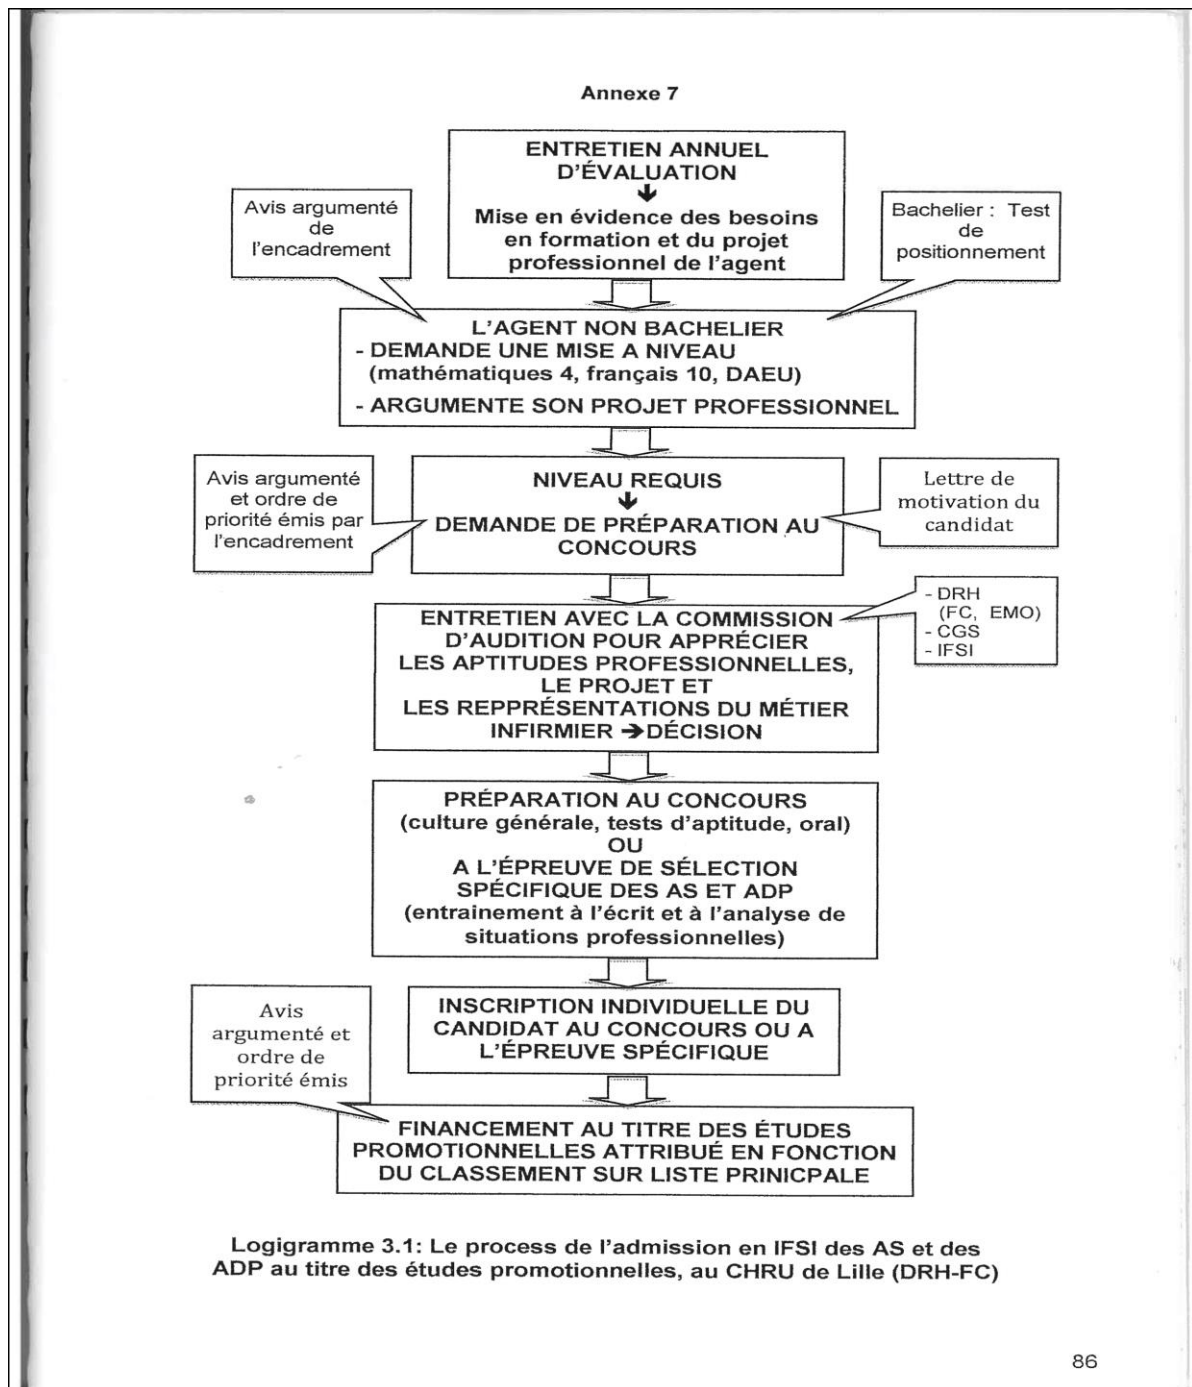 Annexe 7
ENTRETIEN ANNUEL
D'ÉVALUATION
Mise en évidence des besoins
en formation et du projet
professionnel de l'agent
Avis argumenté
de
l'encadrement
Bachelier : Test
de
positionnement
L'AGENT NON BACHELIER
- DEMANDE UNE MISE A NIVEAU
(mathématiques 4, français 10, DAEU)
- ARGUMENTE SON PROJET PROFESSIONNEL
Avis argumenté
et ordre de
priorité émis par
l'encadrement
NIVEAU REQUIS
DEMANDE DE PRÉPARATION AU
CONCOURS
Lettre de
motivation du
candidat
ENTRETIEN AVEC LA COMMISSION
D'AUDITION POUR APPRÉCIER
LES APTITUDES PROFESSIONNELLES,
LE PROJET ET
LES REPPRÉSENTATIONS DU MÉTIER
INFIRMIER ➔DÉCISION
- DRH
(FC, EMO)
- CGS
- IFSI
PRÉPARATION AU CONCOURS
(culture générale, tests d'aptitude, oral)
OU
A L'ÉPREUVE DE SÉLECTION
SPÉCIFIQUE DES AS ET ADP
(entrainement à l'écrit et à l'analyse de
situations professionnelles)
INSCRIPTION INDIVIDUELLE DU
CANDIDAT AU CONCOURS OU A
L'ÉPREUVE SPÉCIFIQUE
Avis
argumenté et
ordre de
priorité émis
FINANCEMENT AU TITRE DES ÉTUDES
PROMOTIONNELLES ATTRIBUÉ EN FONCTION
DU CLASSEMENT SUR LISTE PRINICPALE
Logigramme 3.1: Le process de l'admission en IFSI des AS et des
ADP au titre des études promotionnelles, au CHRU de Lille (DRH-FC)
86